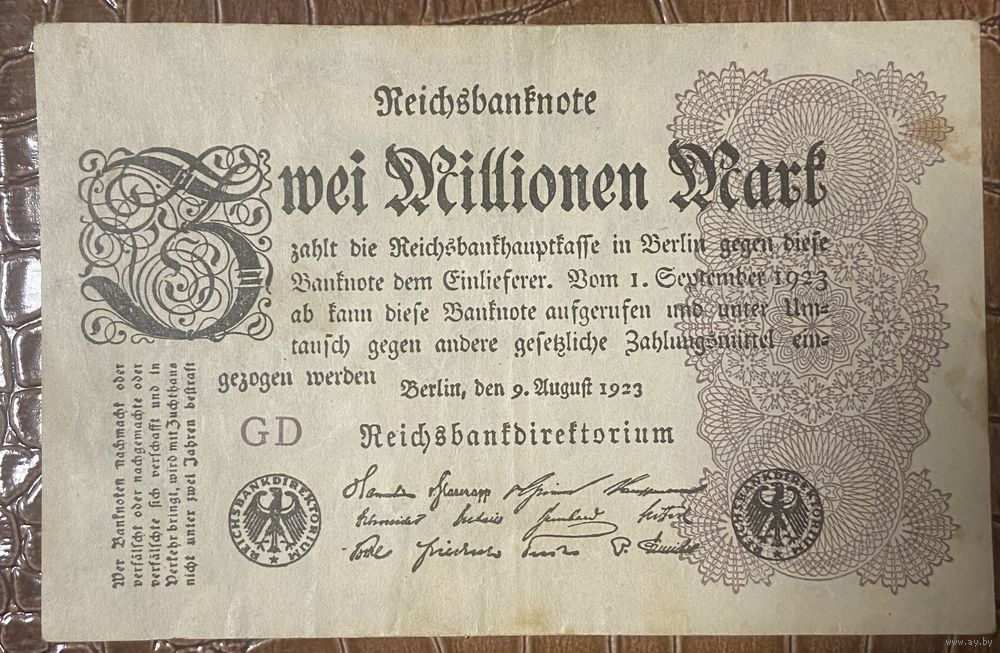 Reichsbanknote
Zwei Millionen Mark
zahlt die Reichsbankhauptkasse in Berlin gegen diese
Banknote dem Einlieferer. Vom 1. September 1923
ab kann diese Banknote aufgerufen und unter Um=
tausch gegen andere gesetzliche Zahlungsmittel ein=
gezogen werden
Berlin, den 9. August 1923
GD
Reichsbankdirektorium
Wer Banknoten nachmacht oder
verfälscht oder nachgemachte oder
verfälschte sich verschafft und in
Verkehr bringt, wird mit Zuchthaus
nicht unter zwei Jahren bestraft
REICHSBANKDIREKTORIUM
REICHSBANKDIREKTORIUM
www.ay.by